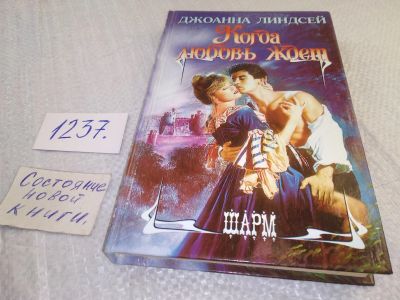 ДЖОАННА ЛИНДСЕЙ
Когда
любовь ждет
1237.
Состояние
новой
книги.
ШАРМ